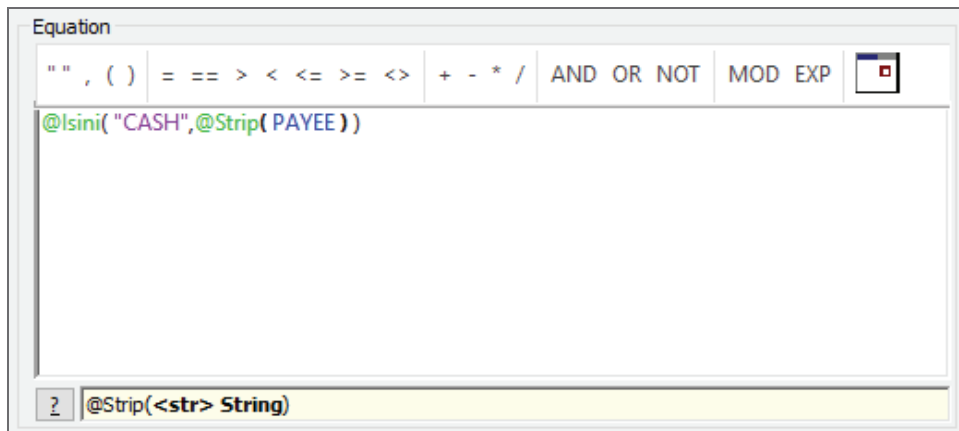 Equation
" " , ( ) = == > < <= >= <> + - * / AND OR NOT MOD EXP
@Isini( "CASH",@Strip( PAYEE ) )
? @Strip(<str> String)